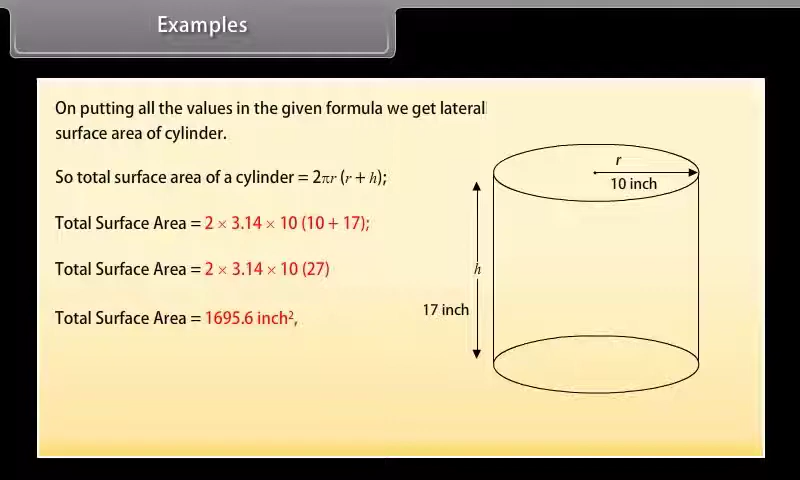 Examples
On putting all the values in the given formula we get lateral
surface area of cylinder.
So total surface area of a cylinder = 2πr (r + h);
Total Surface Area = 2 × 3.14 × 10 (10 + 17);
Total Surface Area = 2 × 3.14 × 10 (27)
Total Surface Area = 1695.6 inch²,
r
10 inch
h
17 inch